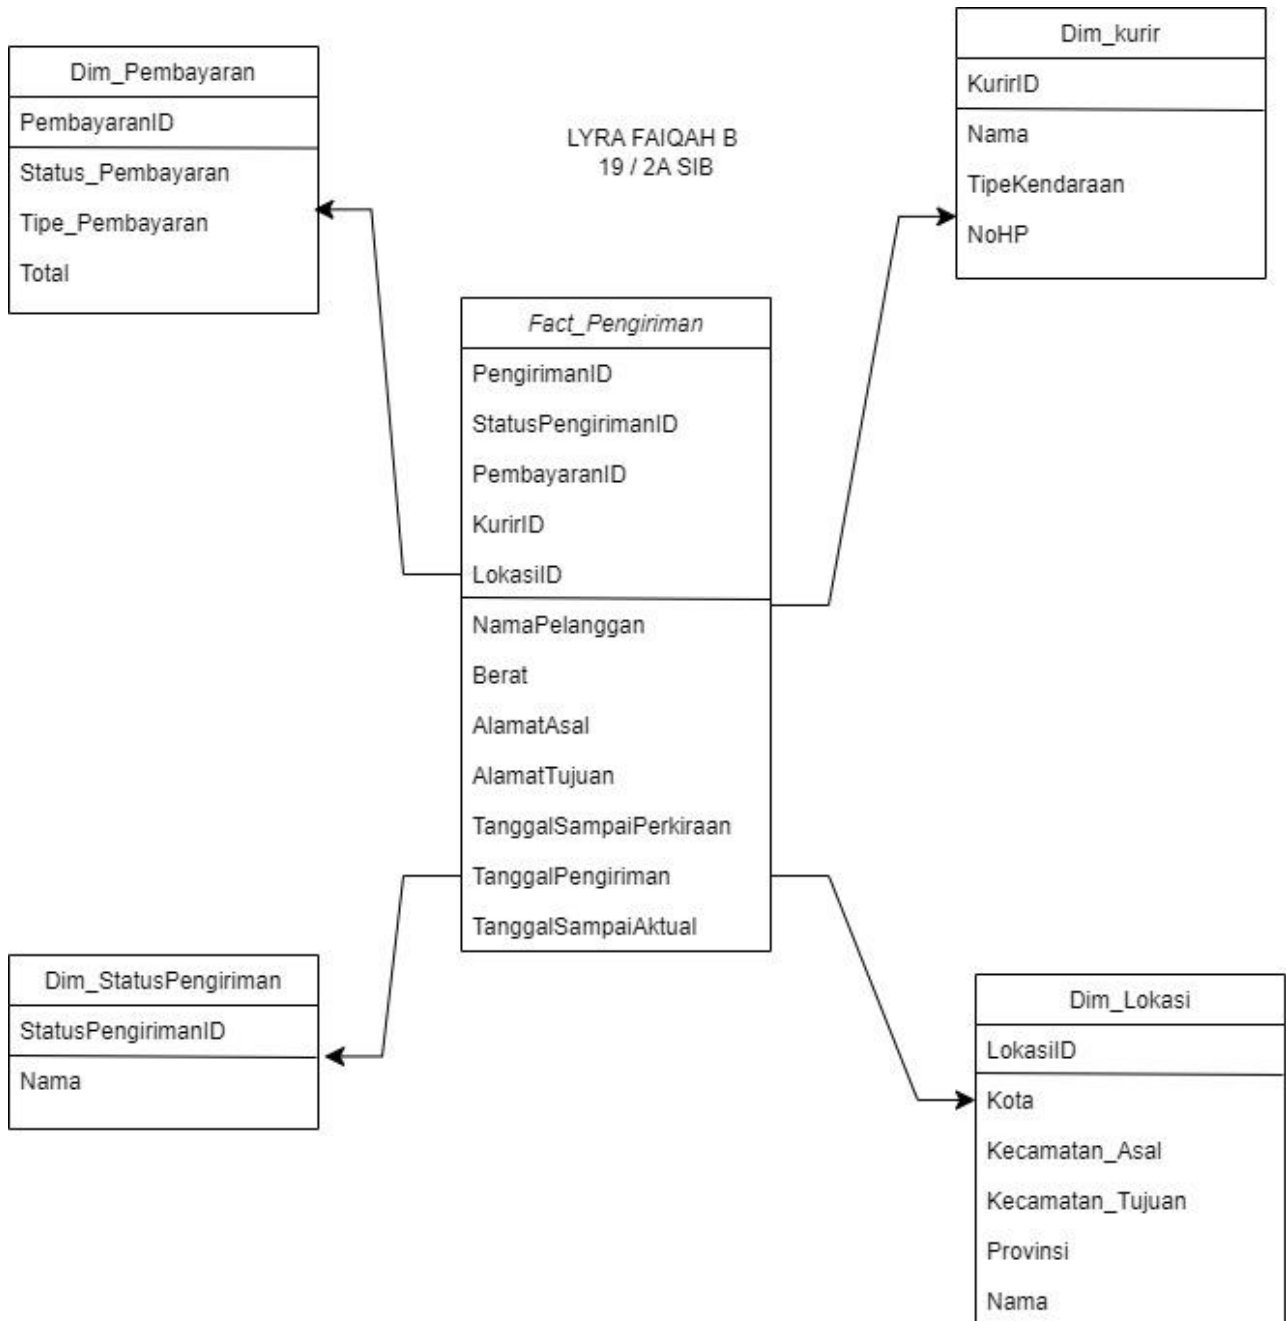 Dim_Pembayaran
PembayaranID
Status_Pembayaran
Tipe_Pembayaran
Total
LYRA FAIQAH B
19 / 2A SIB
Dim_kurir
KurirID
Nama
TipeKendaraan
NoHP
Fact_Pengiriman
PengirimanID
StatusPengirimanID
PembayaranID
KurirID
LokasiID
NamaPelanggan
Berat
AlamatAsal
AlamatTujuan
TanggalSampaiPerkiraan
TanggalPengiriman
TanggalSampaiAktual
Dim_StatusPengiriman
StatusPengirimanID
Nama
Dim_Lokasi
LokasiID
Kota
Kecamatan_Asal
Kecamatan_Tujuan
Provinsi
Nama